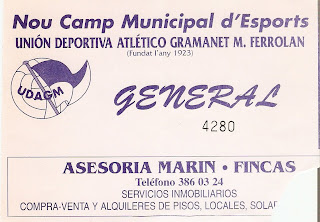 Nou Camp Municipal d'Esports
UNIÓN DEPORTIVA ATLÉTICO GRAMANET M. FERROLAN
(Fundat l'any 1923)
UDAGM
GENERAL
4280
ASESORIA MARIN · FINCAS
Teléfono 386 03 24
SERVICIOS INMOBILIARIOS
COMPRA-VENTA Y ALQUILERES DE PISOS, LOCALES,